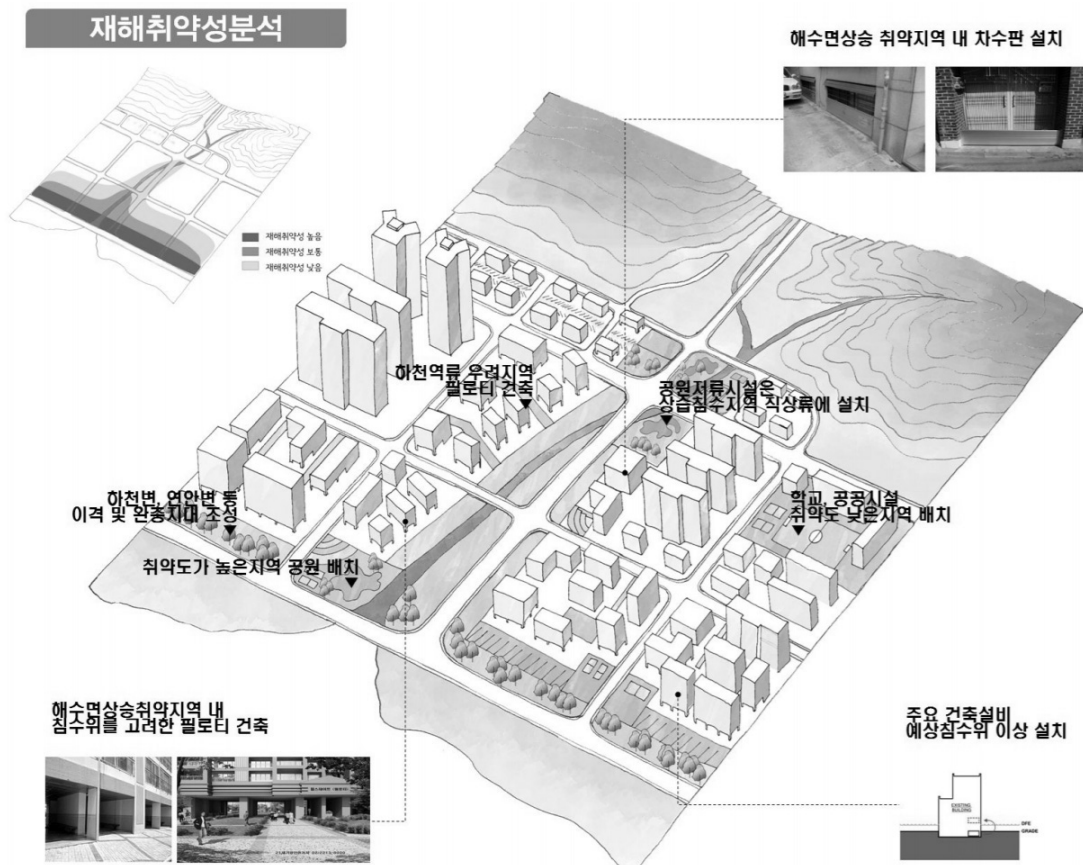 재해취약성분석
해수면상승 취약지역 내 차수판 설치
재해취약성 높음
재해취약성 보통
재해취약성 낮음
하천역류 우려지역
필로티 건축
공원저류시설은
상습침수지역 직상류에 설치
하천변, 연안변 등
이격 및 완충지대 조성
학교, 공공시설
취약도 낮은지역 배치
취약도가 높은지역 공원 배치
해수면상승취약지역 내
침수위를 고려한 필로티 건축
주요 건축설비
예상침수위 이상 설치
EXISTING
BUILDING
DFE
GRADE